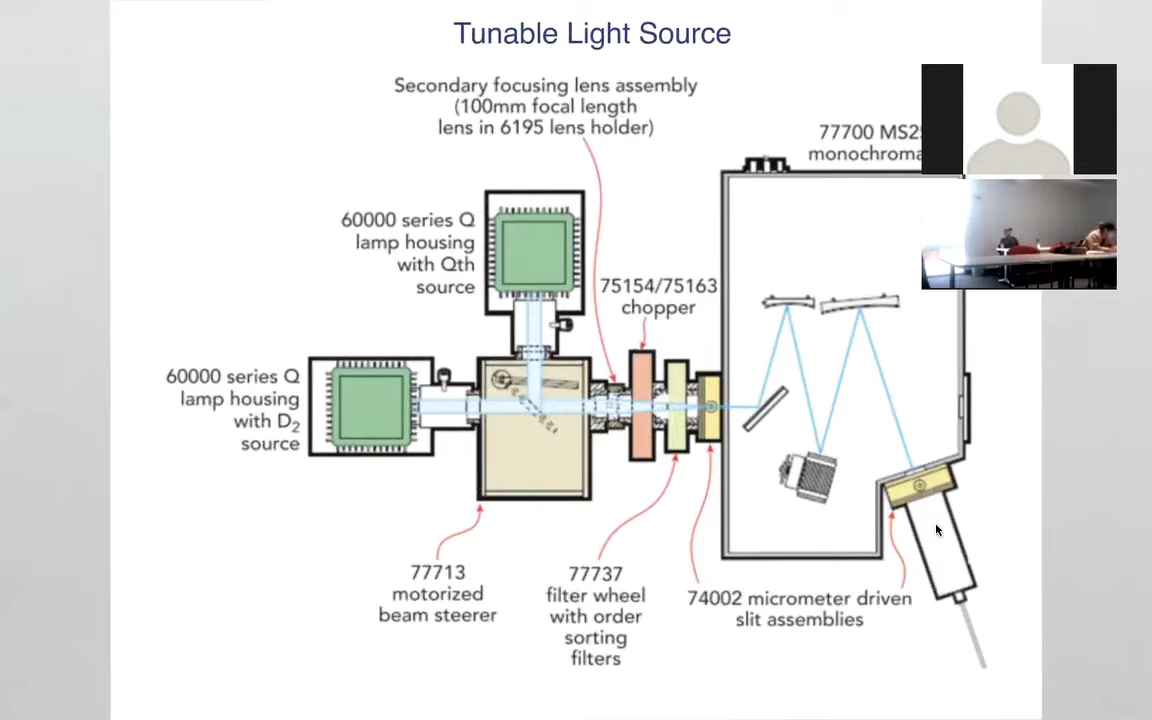 Tunable Light Source
Secondary focusing lens assembly
(100mm focal length
lens in 6195 lens holder)
77700
60000 series Q
lamp housing
with Qth
source
75154/75163
chopper
60000 series Q
lamp housing
with D2
source
77713
motorized
beam steerer
77737
filter wheel
with order
sorting
filters
74002 micrometer driven
slit assemblies